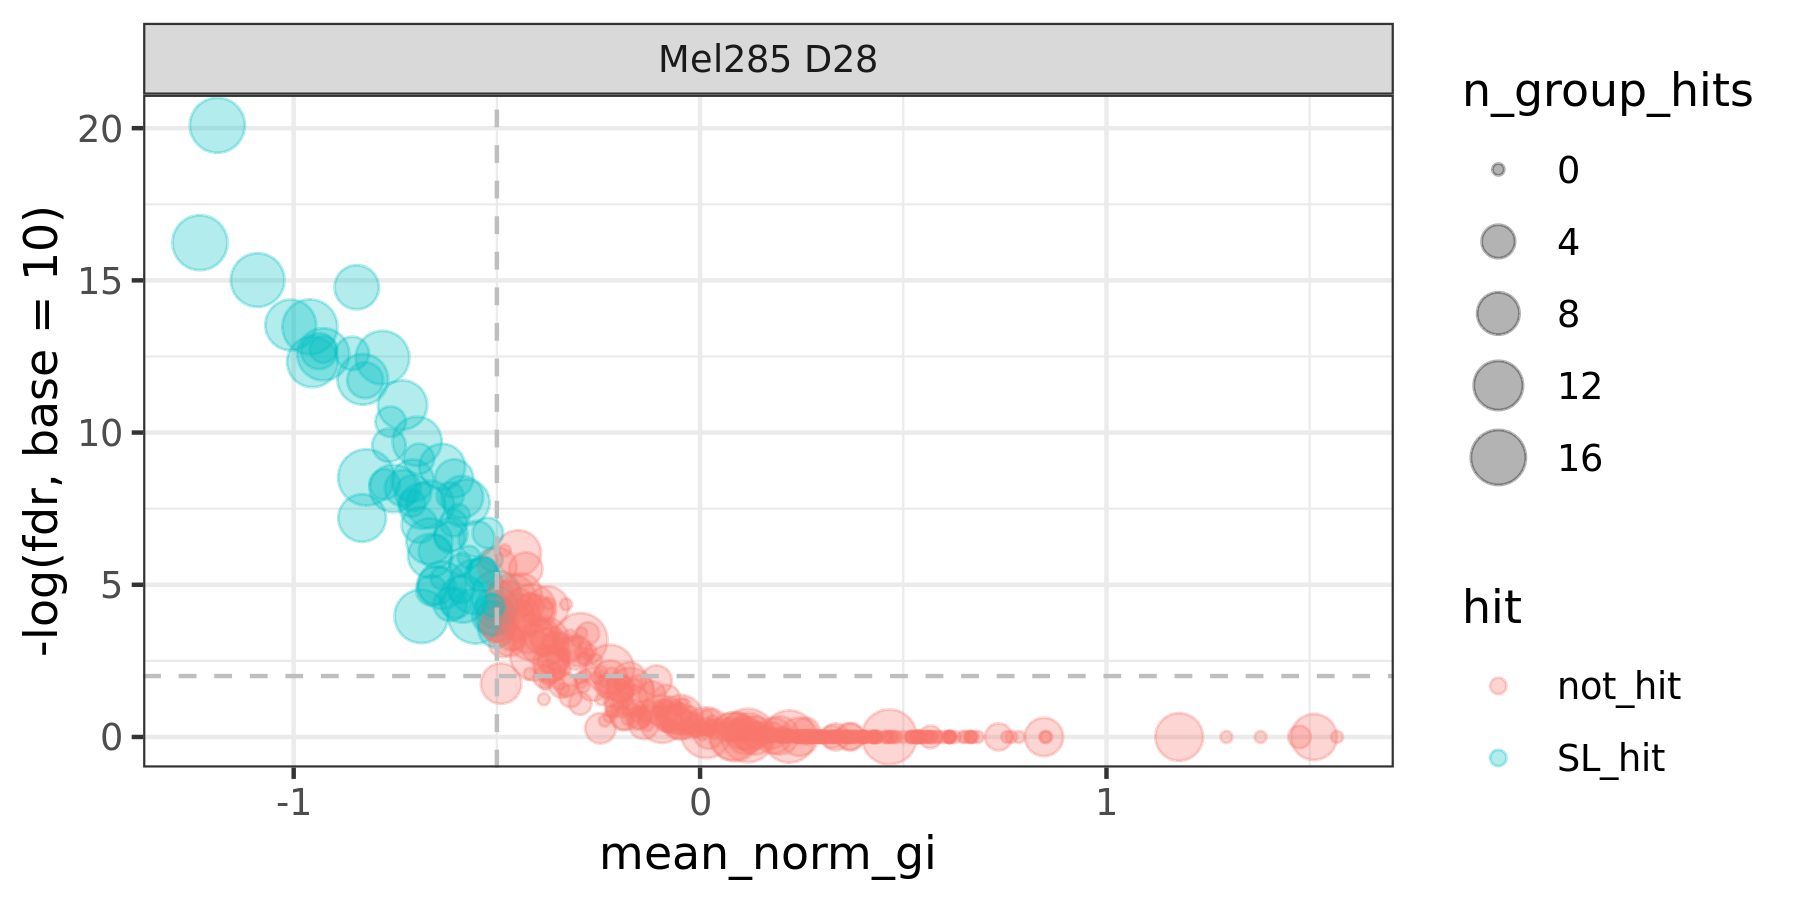 Mel285 D28
20
15
10
5
0
-log(fdr, base = 10)
-1
0
1
mean_norm_gi
n_group_hits
0
4
8
12
16
hit
not_hit
SL_hit